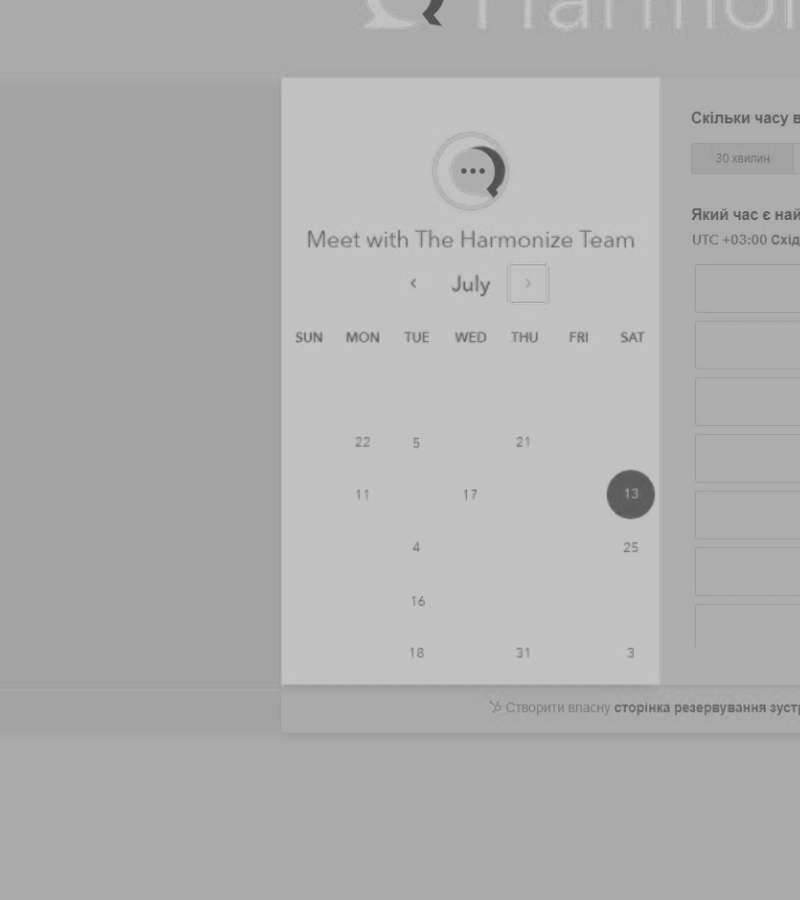 Harmoni
Meet with The Harmonize Team
July
SUN MON TUE WED THU FRI SAT
22 5 21
11 17 13
4 25
16
18 31 3
Скільки часу в
30 хвилин
Який час є най
UTC +03:00 Схід
Створити власну сторінка резервування зуст